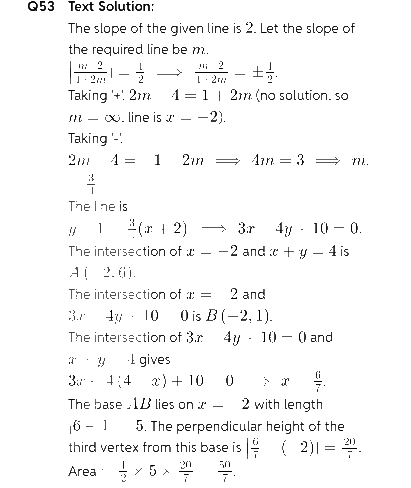 Q53 Text Solution:
The slope of the given line is 2. Let the slope of
the required line be m.
|m − 2 / 1 + 2m| = 1/2 ⟹ m − 2 / 1 + 2m = ± 1/2.
Taking '+': 2m − 4 = 1 + 2m (no solution, so
m = ∞, line is x = −2).
Taking '-':
2m − 4 = −1 − 2m ⟹ 4m = 3 ⟹ m
3/4
The line is
y − 1 = 3/4 (x + 2) ⟹ 3x − 4y + 10 = 0.
The intersection of x = −2 and x + y = 4 is
A(−2, 6).
The intersection of x = −2 and
3x − 4y + 10 = 0 is B(−2, 1).
The intersection of 3x − 4y + 10 = 0 and
x + y = 4 gives
3x − 4(4 − x) + 10 = 0 ⟹ x = 6/7.
The base AB lies on x = −2 with length
|6 − 1| = 5. The perpendicular height of the
third vertex from this base is |6/7 − (−2)| = 20/7.
Area = 1/2 × 5 × 20/7 = 50/7.